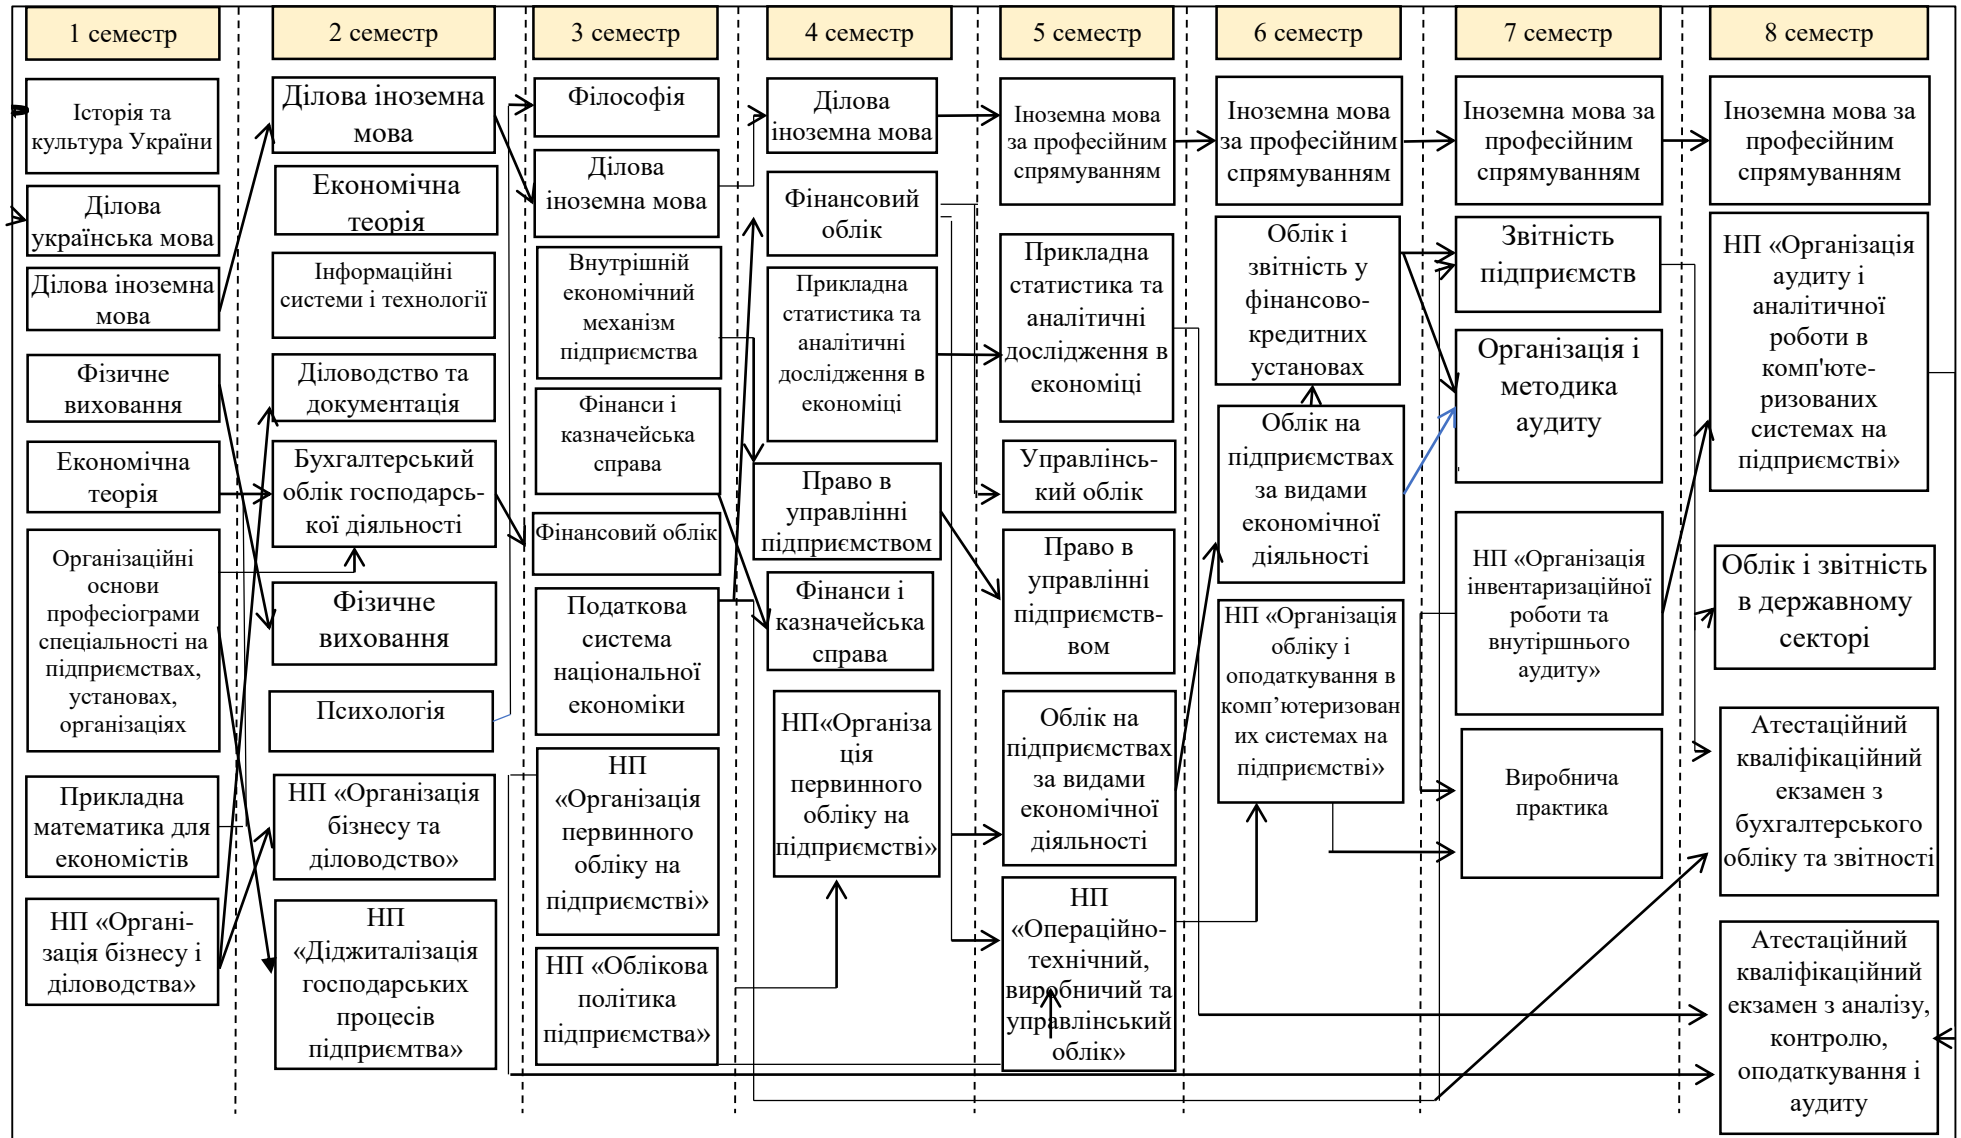 1 семестр
2 семестр
3 семестр
4 семестр
5 семестр
6 семестр
7 семестр
8 семестр
Історія та
культура України
Ділова
українська мова
Ділова іноземна
мова
Фізичне
виховання
Економічна
теорія
Організаційні
основи
професіограми
спеціальності на
підприємствах,
установах,
організаціях
Прикладна
математика для
економістів
НП «Органі-
зація бізнесу і
діловодства»
Ділова іноземна
мова
Економічна
теорія
Інформаційні
системи і технології
Діловодство та
документація
Бухгалтерський
облік господарсь-
кої діяльності
Фізичне
виховання
Психологія
НП «Організація
бізнесу та
діловодство»
НП
«Діджиталізація
господарських
процесів
підприємтва»
Філософія
Ділова
іноземна мова
Внутрішній
економічний
механізм
підприємства
Фінанси і
казначейська
справа
Фінансовий облік
Податкова
система
національної
економіки
НП
«Організація
первинного
обліку на
підприємстві»
НП «Облікова
політика
підприємства»
Ділова
іноземна мова
Фінансовий
облік
Прикладна
статистика та
аналітичні
дослідження в
економіці
Право в
управлінні
підприємством
Фінанси і
казначейська
справа
НП«Організа
ція
первинного
обліку на
підприємстві»
Іноземна мова
за професійним
спрямуванням
Прикладна
статистика та
аналітичні
дослідження в
економіці
Управлінсь-
кий облік
Право в
управлінні
підприємст-
вом
Облік на
підприємствах
за видами
економічної
діяльності
НП
«Операційно-
технічний,
виробничий та
управлінський
облік»
Іноземна мова
за професійним
спрямуванням
Облік і
звітність у
фінансово-
кредитних
установах
Облік на
підприємствах
за видами
економічної
діяльності
НП «Організація
обліку і
оподаткування в
комп’ютеризован
их системах на
підприємстві»
Іноземна мова за
професійним
спрямуванням
Звітність
підприємств
Організація і
методика
аудиту
НП «Організація
інвентаризаційної
роботи та
внутіршнього
аудиту»
Виробнича
практика
Іноземна мова за
професійним
спрямуванням
НП «Організація
аудиту і
аналітичної
роботи в
комп'юте-
ризованих
системах на
підприємстві»
Облік і звітність
в державному
секторі
Атестаційний
кваліфікаційний
екзамен з
бухгалтерського
обліку та звітності
Атестаційний
кваліфікаційний
екзамен з аналізу,
контролю,
оподаткування і
аудиту